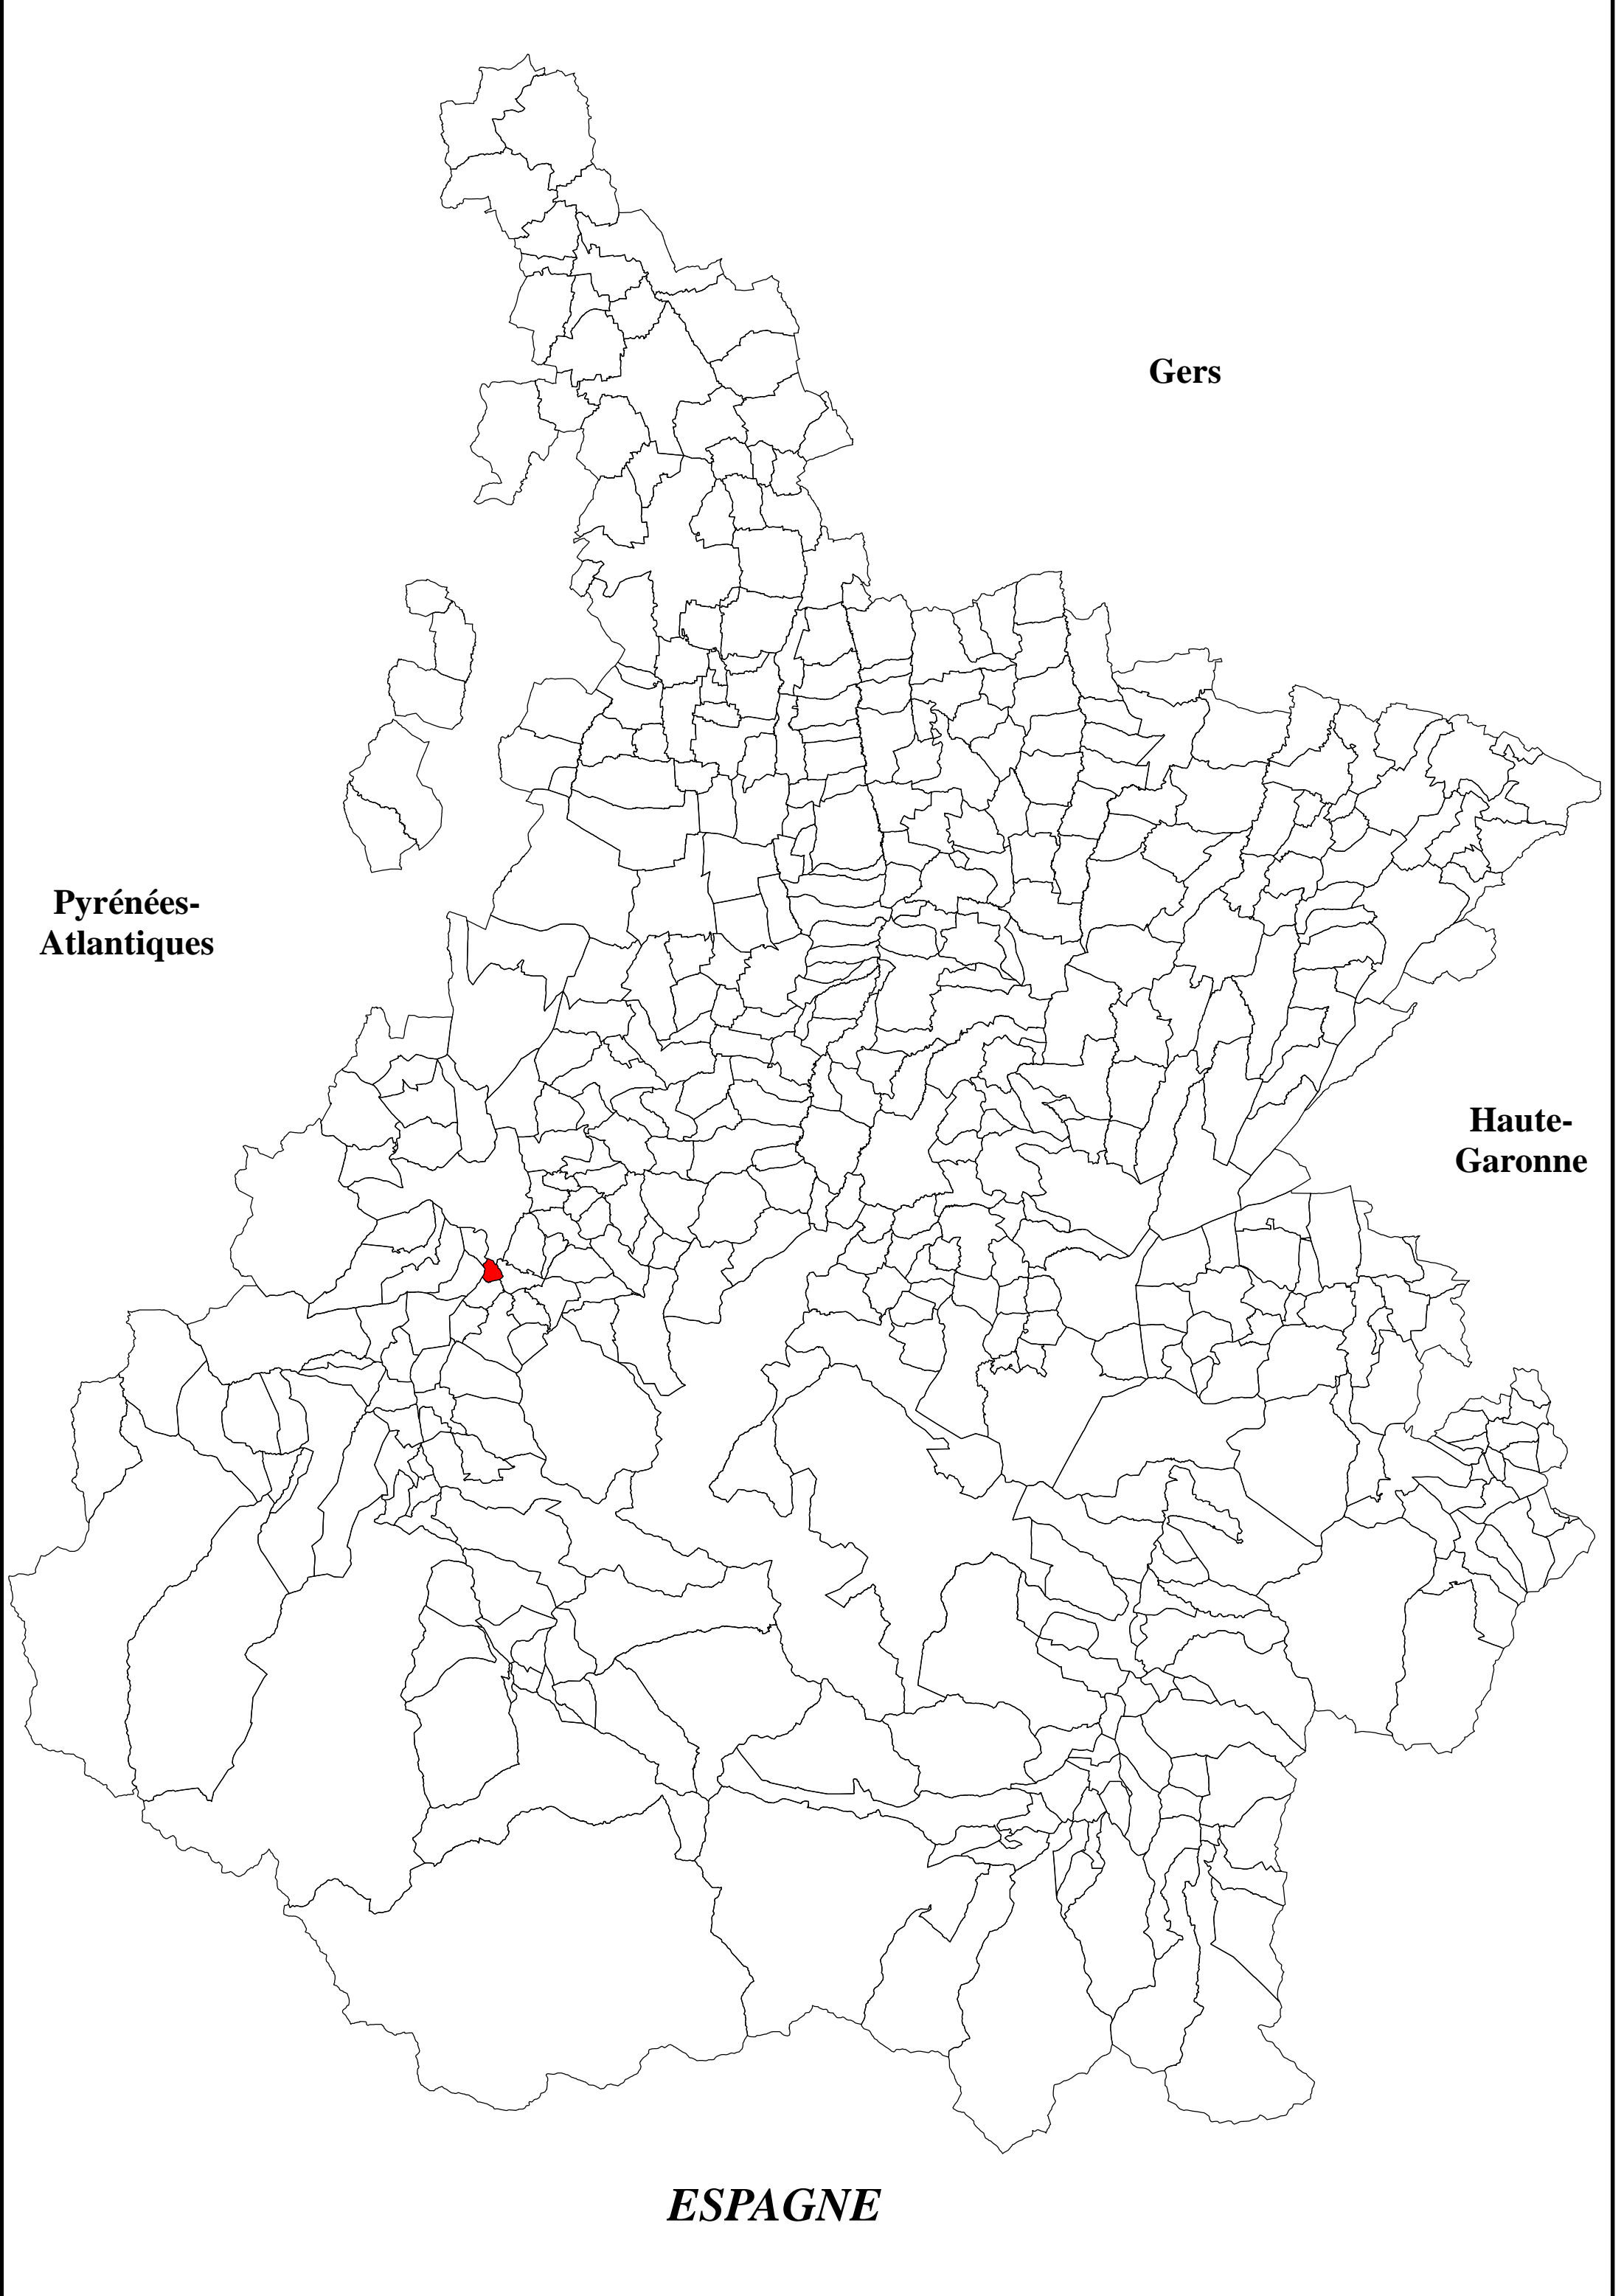 Gers
Pyrénées-
Atlantiques
Haute-
Garonne
ESPAGNE